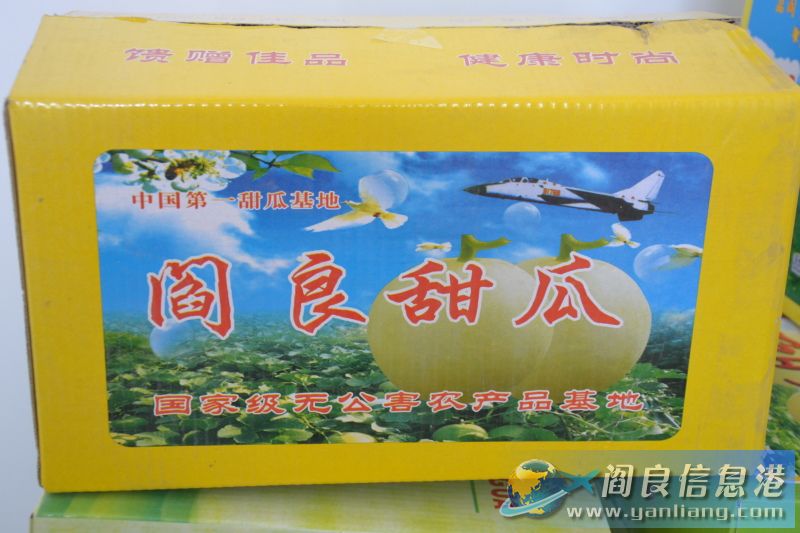 馈赠佳品 健康时尚
中国第一甜瓜基地
阎良甜瓜
国家级无公害农产品基地
阎良信息港
www.yanliang.com